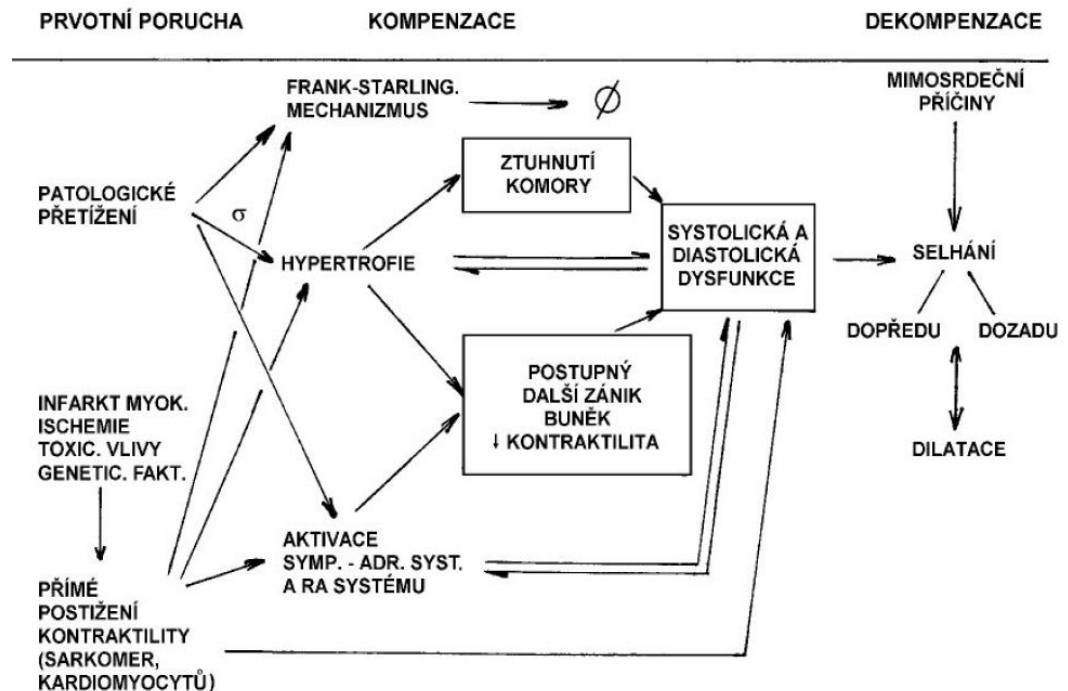 PRVOTNÍ PORUCHA
KOMPENZACE
DEKOMPENZACE
FRANK-STARLING.
MECHANIZMUS
Ø
MIMOSRDEČNÍ
PŘÍČINY
ZTUHNUTÍ
KOMORY
PATOLOGICKÉ
PŘETÍŽENÍ
σ
HYPERTROFIE
SYSTOLICKÁ A
DIASTOLICKÁ
DYSFUNKCE
SELHÁNÍ
DOPŘEDU
DOZADU
POSTUPNÝ
DALŠÍ ZÁNIK
BUNĚK
↓ KONTRAKTILITA
INFARKT MYOK.
ISCHEMIE
TOXIC. VLIVY
GENETIC. FAKT.
DILATACE
AKTIVACE
SYMP. - ADR. SYST.
A RA SYSTÉMU
PŘÍMÉ
POSTIŽENÍ
KONTRAKTILITY
(SARKOMER,
KARDIOMYOCYTŮ)